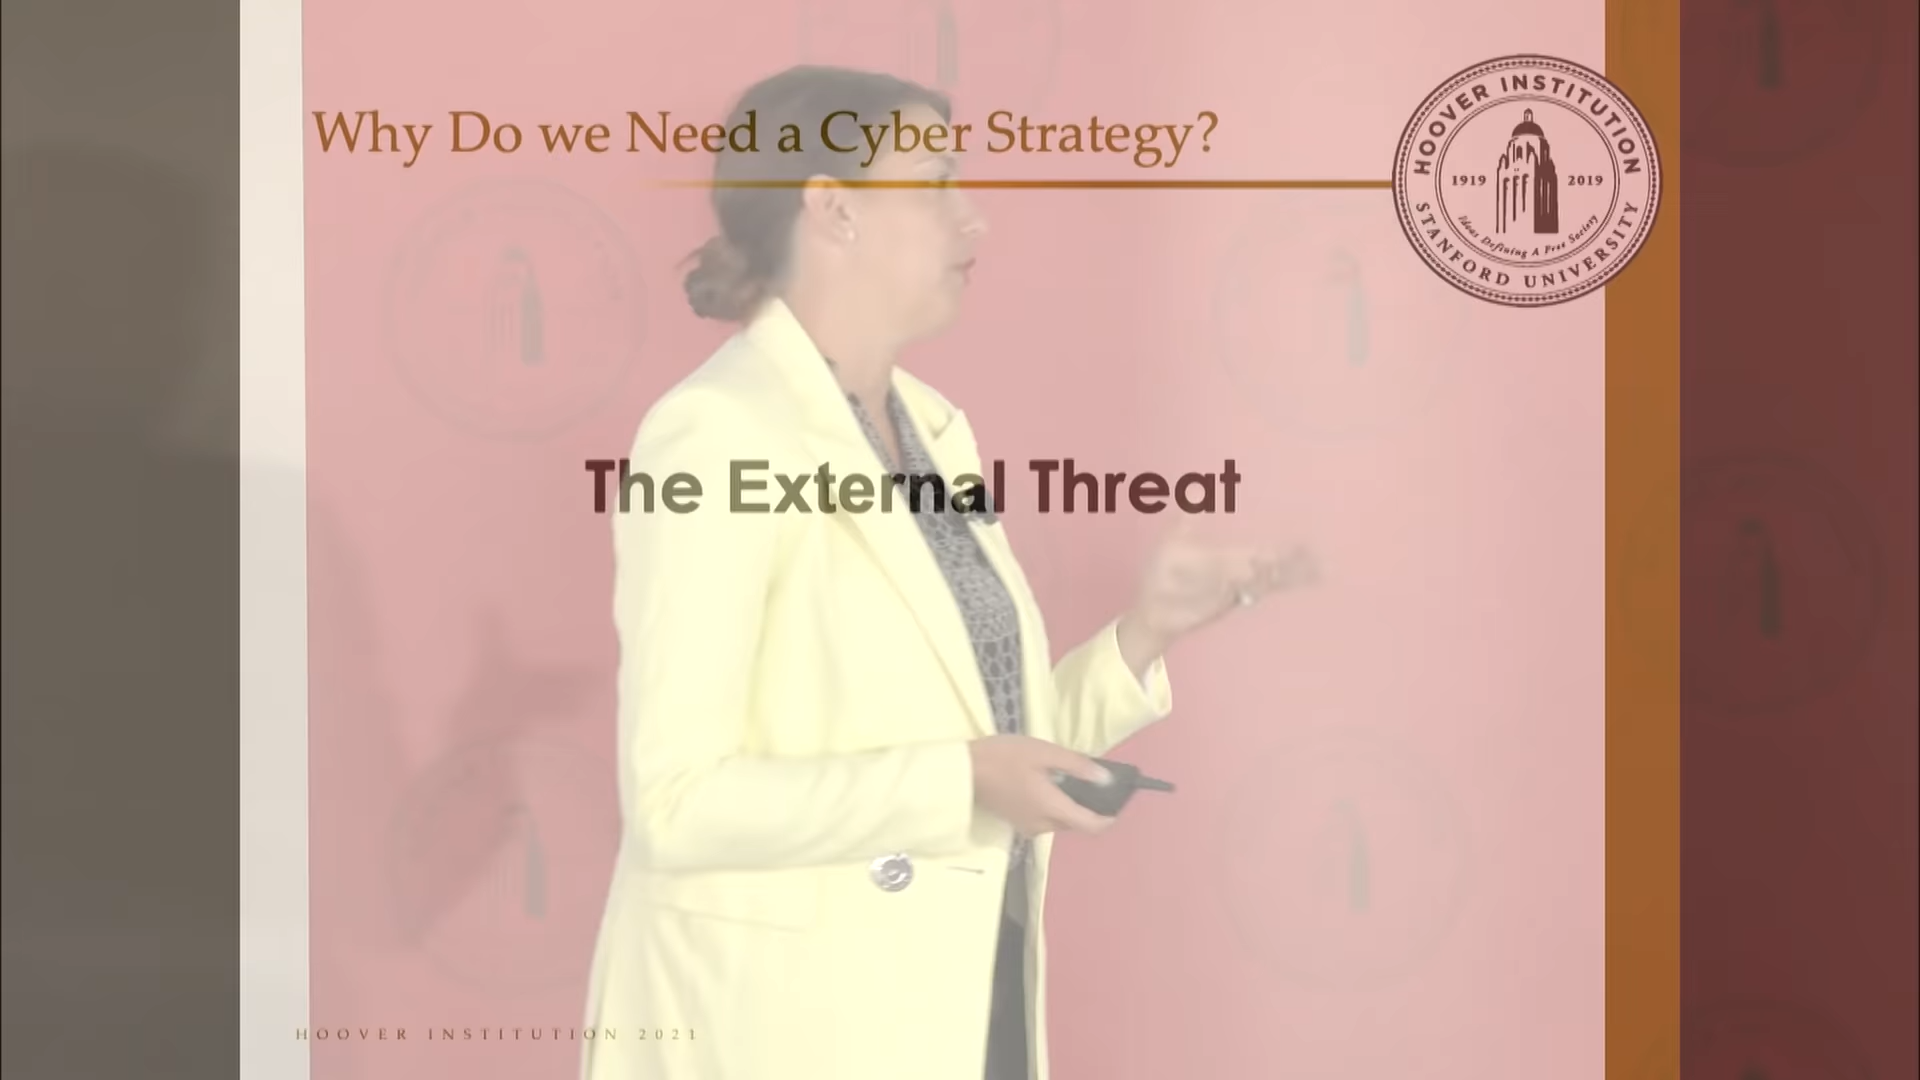 Why Do we Need a Cyber Strategy?
HOOVER INSTITUTION
1919 2019
Ideas Defining A Free Society
STANFORD UNIVERSITY
The External Threat
HOOVER INSTITUTION 2021